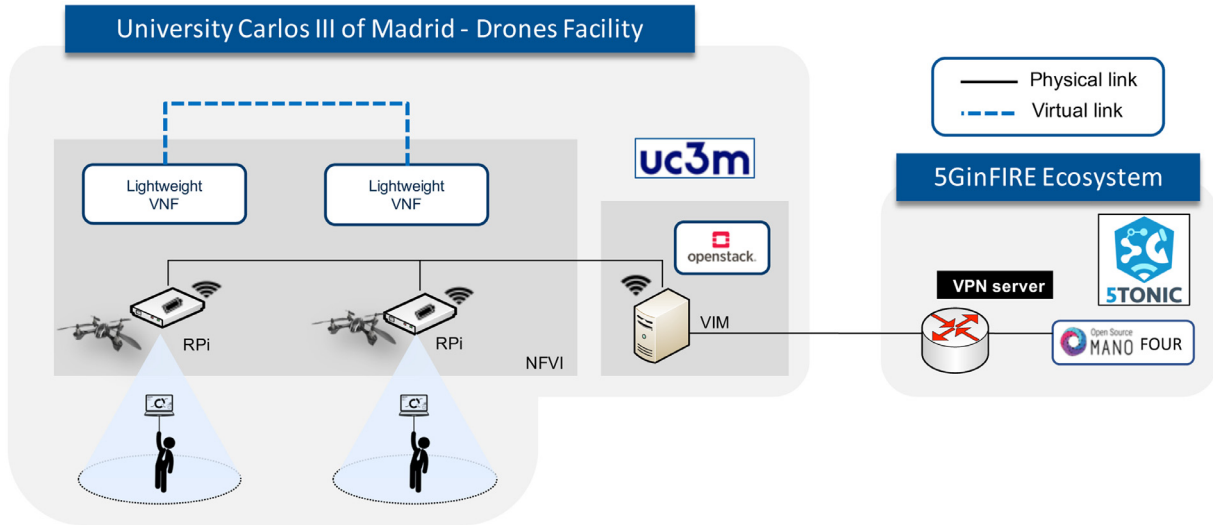 University Carlos III of Madrid - Drones Facility
Physical link
Virtual link
uc3m
5GinFIRE Ecosystem
Lightweight
VNF
Lightweight
VNF
openstack.
5G
5TONIC
VPN server
RPi
RPi
NFVI
VIM
Open Source
MANO FOUR